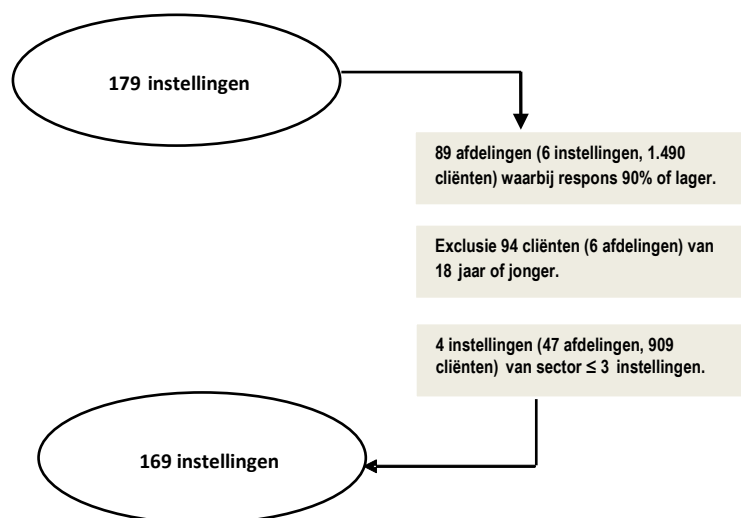 179 instellingen
89 afdelingen (6 instellingen, 1.490
cliënten) waarbij respons 90% of lager.
Exclusie 94 cliënten (6 afdelingen) van
18 jaar of jonger.
4 instellingen (47 afdelingen, 909
cliënten) van sector ≤ 3 instellingen.
169 instellingen